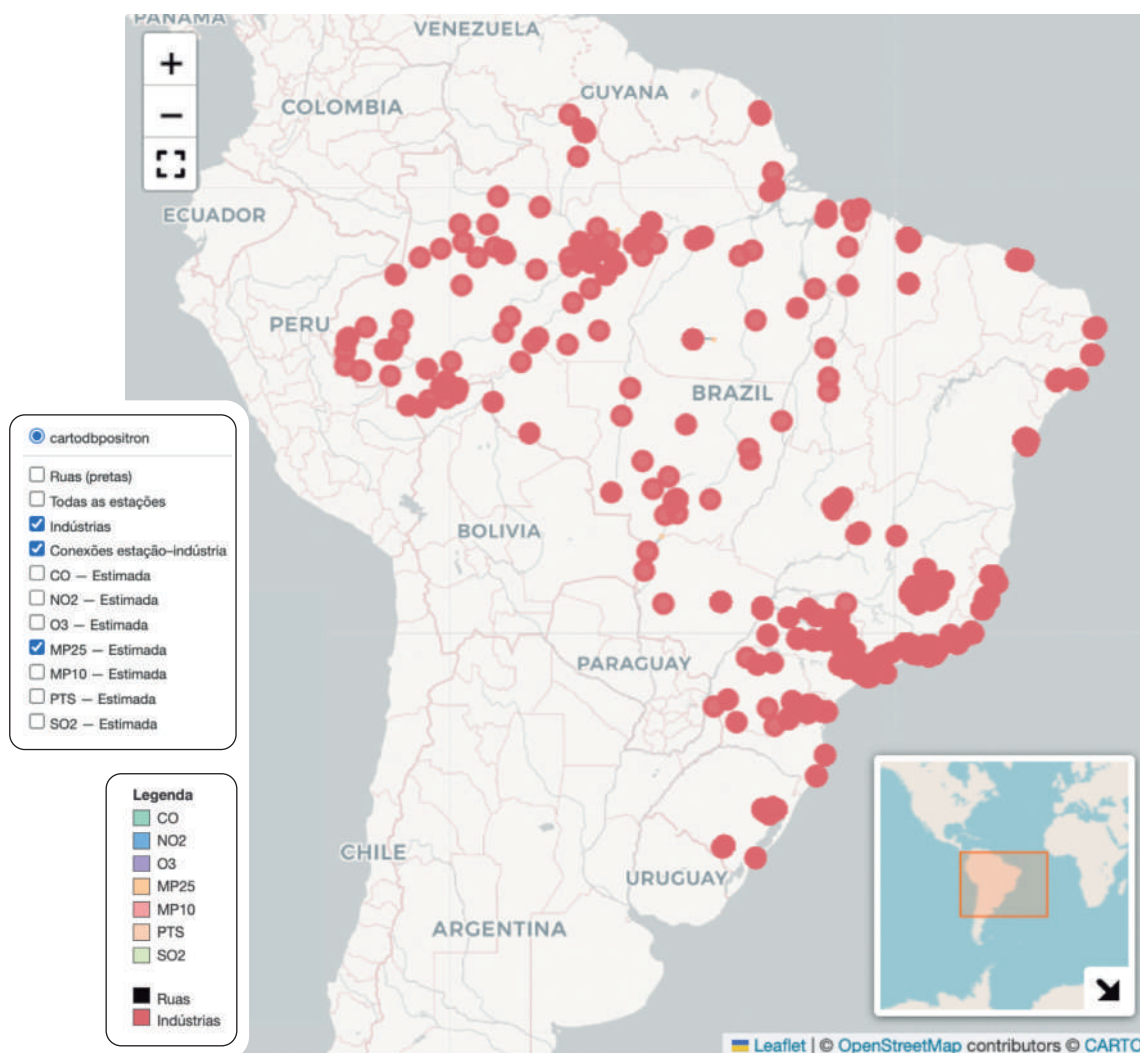 PANAMA
VENEZUELA
+
−
COLOMBIA
GUYANA
ECUADOR
PERU
BRAZIL
BOLIVIA
PARAGUAY
CHILE
URUGUAY
ARGENTINA
cartodbpositron
Ruas (pretas)
Todas as estações
Indústrias
Conexões estação–indústria
CO — Estimada
NO2 — Estimada
O3 — Estimada
MP25 — Estimada
MP10 — Estimada
PTS — Estimada
SO2 — Estimada
Legenda
CO
NO2
O3
MP25
MP10
PTS
SO2
Ruas
Indústrias
Leaflet | © OpenStreetMap contributors © CARTO